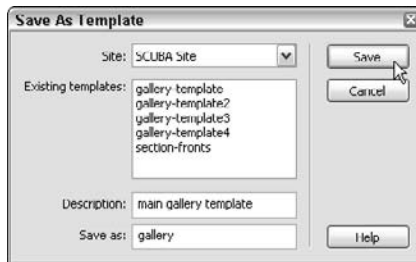 Save As Template
Site: SCUBA Site
Save
Existing templates:
gallery-template
gallery-template2
gallery-template3
gallery-template4
section-fronts
Cancel
Description: main gallery template
Save as: gallery
Help